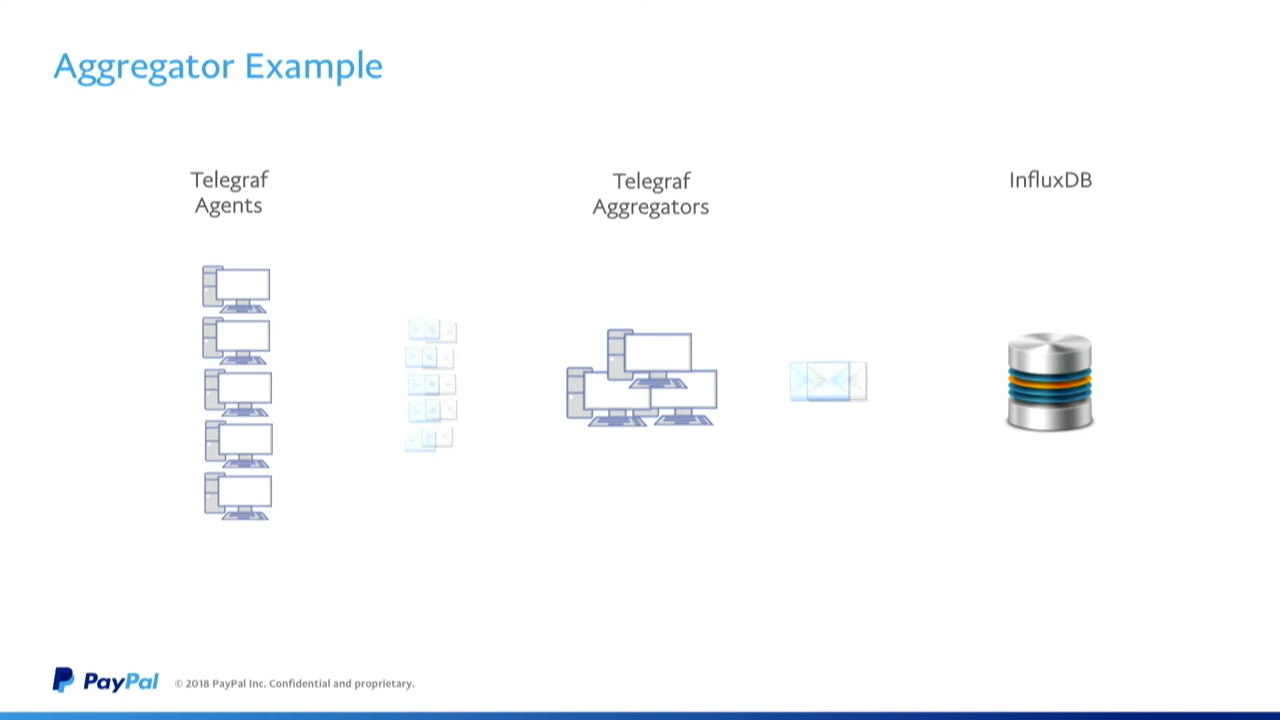 Aggregator Example
Telegraf
Agents
Telegraf
Aggregators
InfluxDB
PayPal
© 2018 PayPal Inc. Confidential and proprietary.